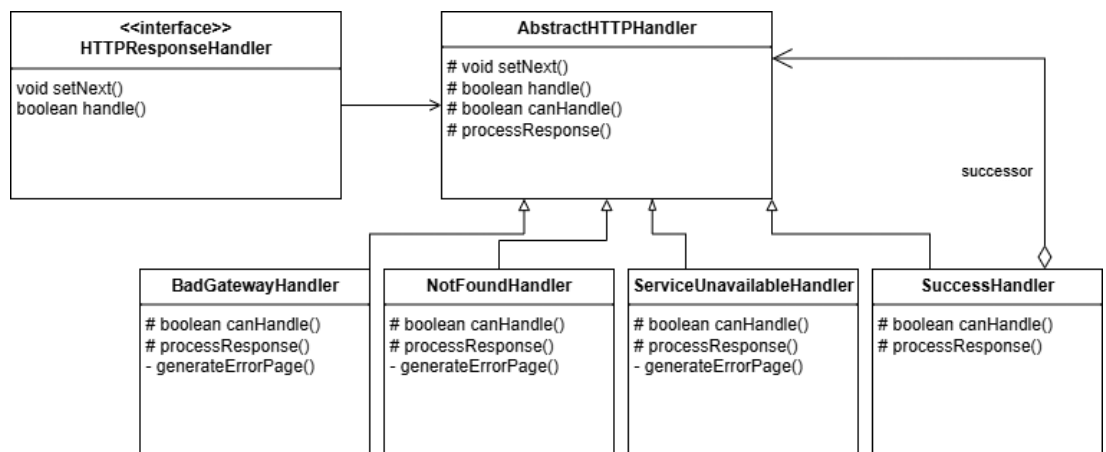 <<interface>>
HTTPResponseHandler
void setNext()
boolean handle()
AbstractHTTPHandler
# void setNext()
# boolean handle()
# boolean canHandle()
# processResponse()
successor
BadGatewayHandler
# boolean canHandle()
# processResponse()
- generateErrorPage()
NotFoundHandler
# boolean canHandle()
# processResponse()
- generateErrorPage()
ServiceUnavailableHandler
# boolean canHandle()
# processResponse()
- generateErrorPage()
SuccessHandler
# boolean canHandle()
# processResponse()